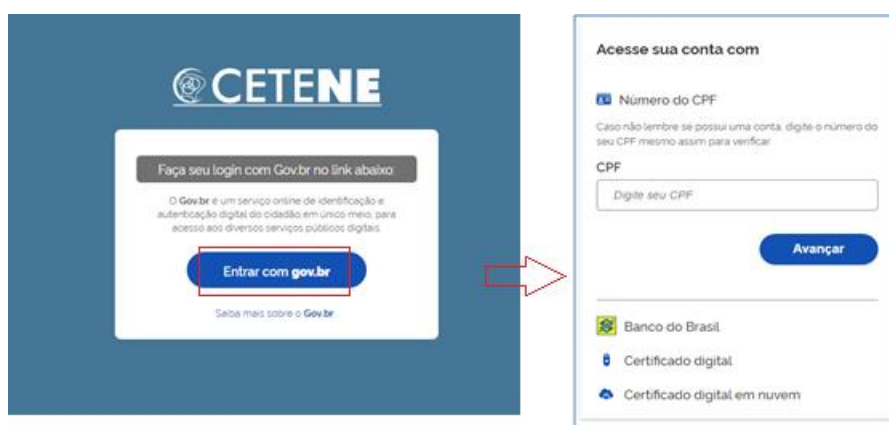 CETENE
Faça seu login com Gov.br no link abaixo:
O Gov.br é um serviço online de identificação e
autenticação digital do cidadão em único meio, para
acesso aos diversos serviços públicos digitais.
Entrar com gov.br
Saiba mais sobre o Gov.br
Acesse sua conta com
Número do CPF
Caso não lembre se possui uma conta, digite o número do
seu CPF mesmo assim para verificar.
CPF
Digite seu CPF
Avançar
Banco do Brasil
Certificado digital
Certificado digital em nuvem